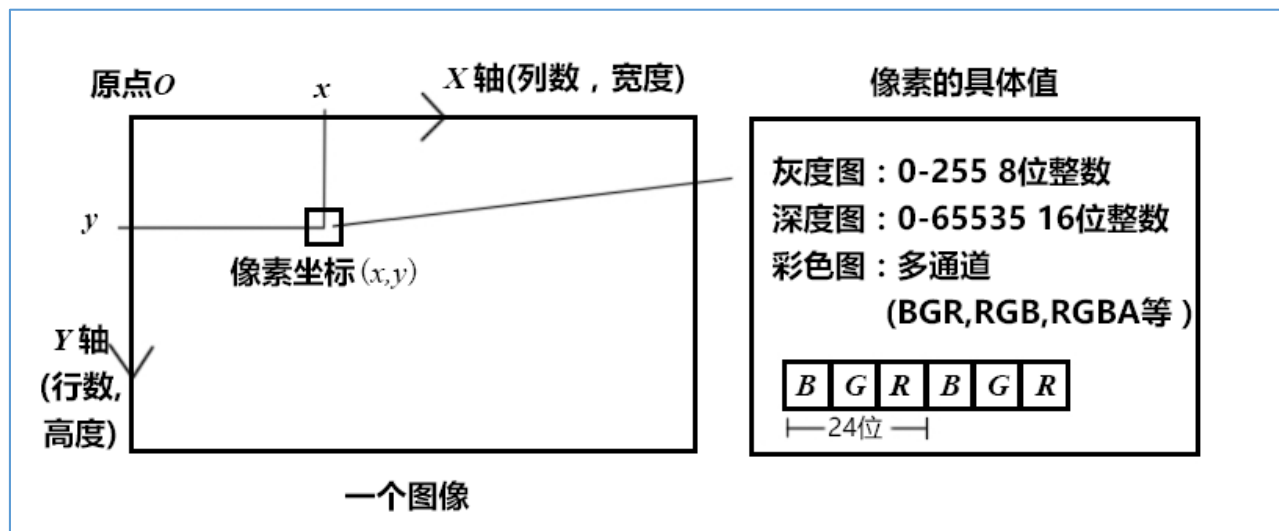 原点O
x
X 轴(列数，宽度)
y
像素坐标(x,y)
Y 轴
(行数,
高度)
一个图像
像素的具体值
灰度图：0-255 8位整数
深度图：0-65535 16位整数
彩色图：多通道
(BGR,RGB,RGBA等 )
B G R B G R
24位